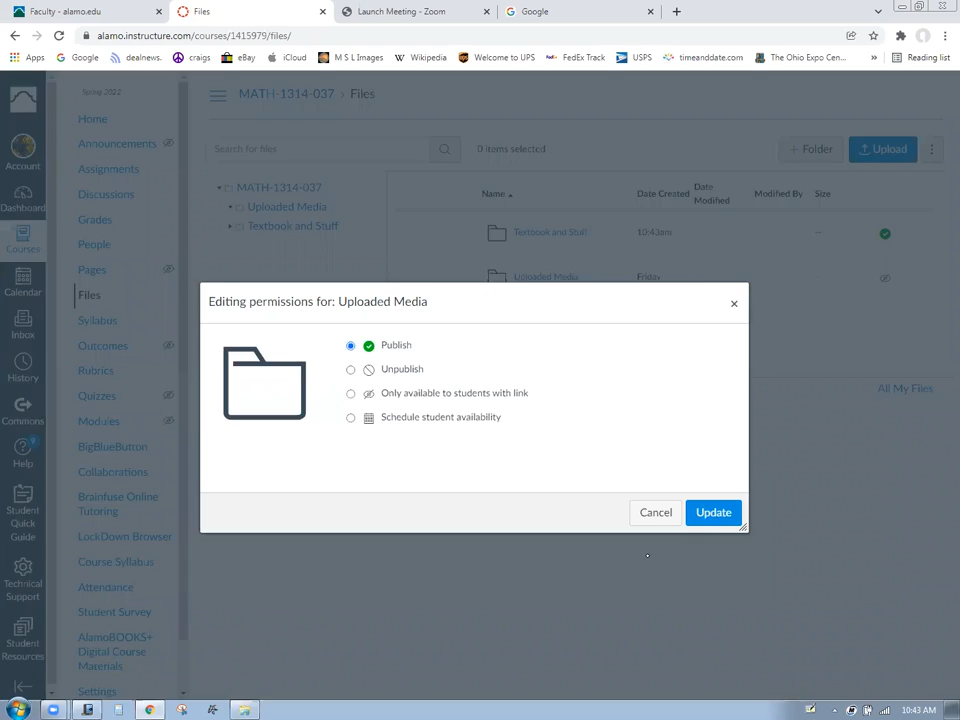 Faculty - alamo.edu
Files
Launch Meeting - Zoom
Google
alamo.instructure.com/courses/1415979/files/
Apps
Google
dealnews.
craigs
eBay
iCloud
M S L Images
Wikipedia
Welcome to UPS
FedEx Track
USPS
timeanddate.com
The Ohio Expo Cen...
»
Reading list
Account
Dashboard
Courses
Calendar
Inbox
History
Commons
9
Help
Student Quick Guide
Technical Support
Student Resources
Spring 2022
Home
Announcements
Assignments
Discussions
Grades
People
Pages
Files
Syllabus
Outcomes
Rubrics
Quizzes
Modules
BigBlueButton
Collaborations
Brainfuse Online
Tutoring
LockDown Browser
Course Syllabus
Attendance
Student Survey
AlamoBOOKS+
Digital Course
Materials
Settings
MATH-1314-037 › Files
Search for files
0 items selected
+ Folder
Upload
MATH-1314-037
Uploaded Media
Textbook and Stuff
Name
Date Created
Date Modified
Modified By
Size
Textbook and Stuff
10:43am
--
Uploaded Media
Friday
--
All My Files
Editing permissions for: Uploaded Media
×
Publish
Unpublish
Only available to students with link
Schedule student availability
Cancel
Update
10:43 AM